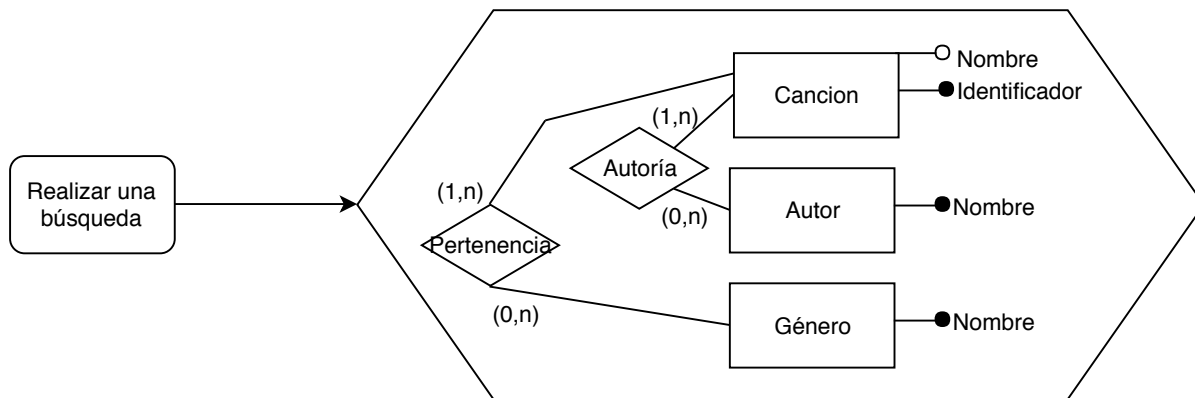 Realizar una
búsqueda
Nombre
Cancion
Identificador
(1,n)
Autoría
(0,n)
Autor
Nombre
(1,n)
Pertenencia
(0,n)
Género
Nombre